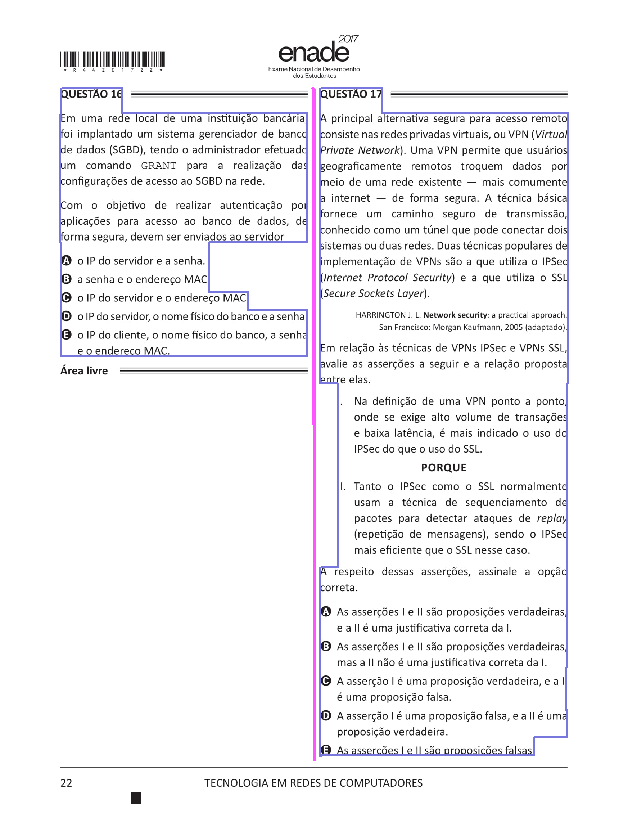 *R4420172 2*
enade 2017
Exame Nacional de Desempenho
dos Estudantes
QUESTÃO 16
Em uma rede local de uma instituição bancária
foi implantado um sistema gerenciador de banco
de dados (SGBD), tendo o administrador efetuado
um comando GRANT para a realização das
configurações de acesso ao SGBD na rede.
Com o objetivo de realizar autenticação por
aplicações para acesso ao banco de dados, de
forma segura, devem ser enviados ao servidor
A o IP do servidor e a senha.
B a senha e o endereço MAC
C o IP do servidor e o endereço MAC
D o IP do servidor, o nome físico do banco e a senha
E o IP do cliente, o nome físico do banco, a senha
e o endereço MAC.
Área livre
QUESTÃO 17
A principal alternativa segura para acesso remoto
consiste nas redes privadas virtuais, ou VPN (Virtual
Private Network). Uma VPN permite que usuários
geograficamente remotos troquem dados por
meio de uma rede existente — mais comumente
a internet — de forma segura. A técnica básica
fornece um caminho seguro de transmissão,
conhecido como um túnel que pode conectar dois
sistemas ou duas redes. Duas técnicas populares de
implementação de VPNs são a que utiliza o IPSec
(Internet Protocol Security) e a que utiliza o SSL
(Secure Sockets Layer).
HARRINGTON J. L. Network security: a practical approach.
San Francisco: Morgan Kaufmann, 2005 (adaptado).
Em relação às técnicas de VPNs IPSec e VPNs SSL,
avalie as asserções a seguir e a relação proposta
entre elas.
. Na definição de uma VPN ponto a ponto,
onde se exige alto volume de transações
e baixa latência, é mais indicado o uso do
IPSec do que o uso do SSL.
PORQUE
I. Tanto o IPSec como o SSL normalmente
usam a técnica de sequenciamento de
pacotes para detectar ataques de replay
(repetição de mensagens), sendo o IPSec
mais eficiente que o SSL nesse caso.
A respeito dessas asserções, assinale a opção
correta.
A As asserções I e II são proposições verdadeiras,
e a II é uma justificativa correta da I.
B As asserções I e II são proposições verdadeiras,
mas a II não é uma justificativa correta da I.
C A asserção I é uma proposição verdadeira, e a I
é uma proposição falsa.
D A asserção I é uma proposição falsa, e a II é uma
proposição verdadeira.
E As asserções I e II são proposições falsas
22
TECNOLOGIA EM REDES DE COMPUTADORES